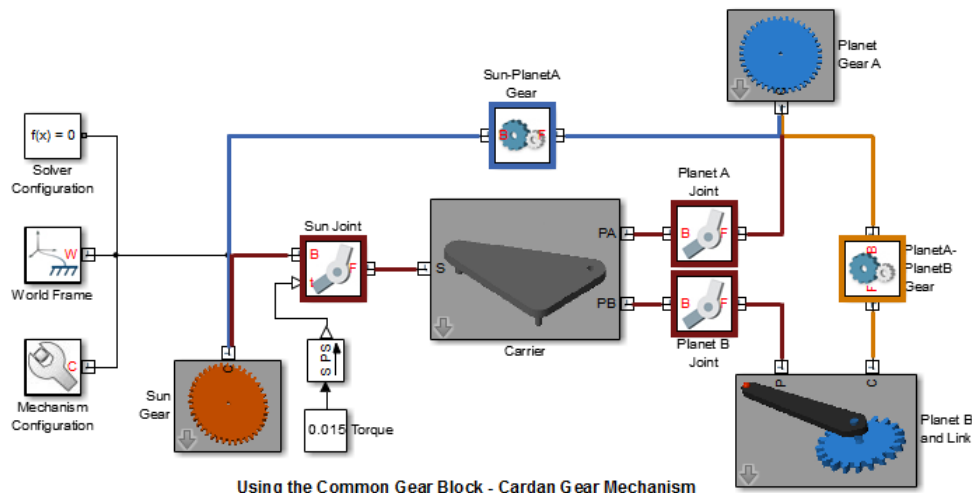 Planet
Gear A
C
Sun-PlanetA
Gear
B F
f(x) = 0
Solver
Configuration
Planet A
Joint
Sun Joint
B F
t
S
PA
PB
B F
B
F
PlanetA-
PlanetB
Gear
W
World Frame
B F
Planet B
Joint
Carrier
C
Mechanism
Configuration
C
Sun
Gear
S PS
0.015 Torque
P
C
Planet B
and Link
Using the Common Gear Block - Cardan Gear Mechanism